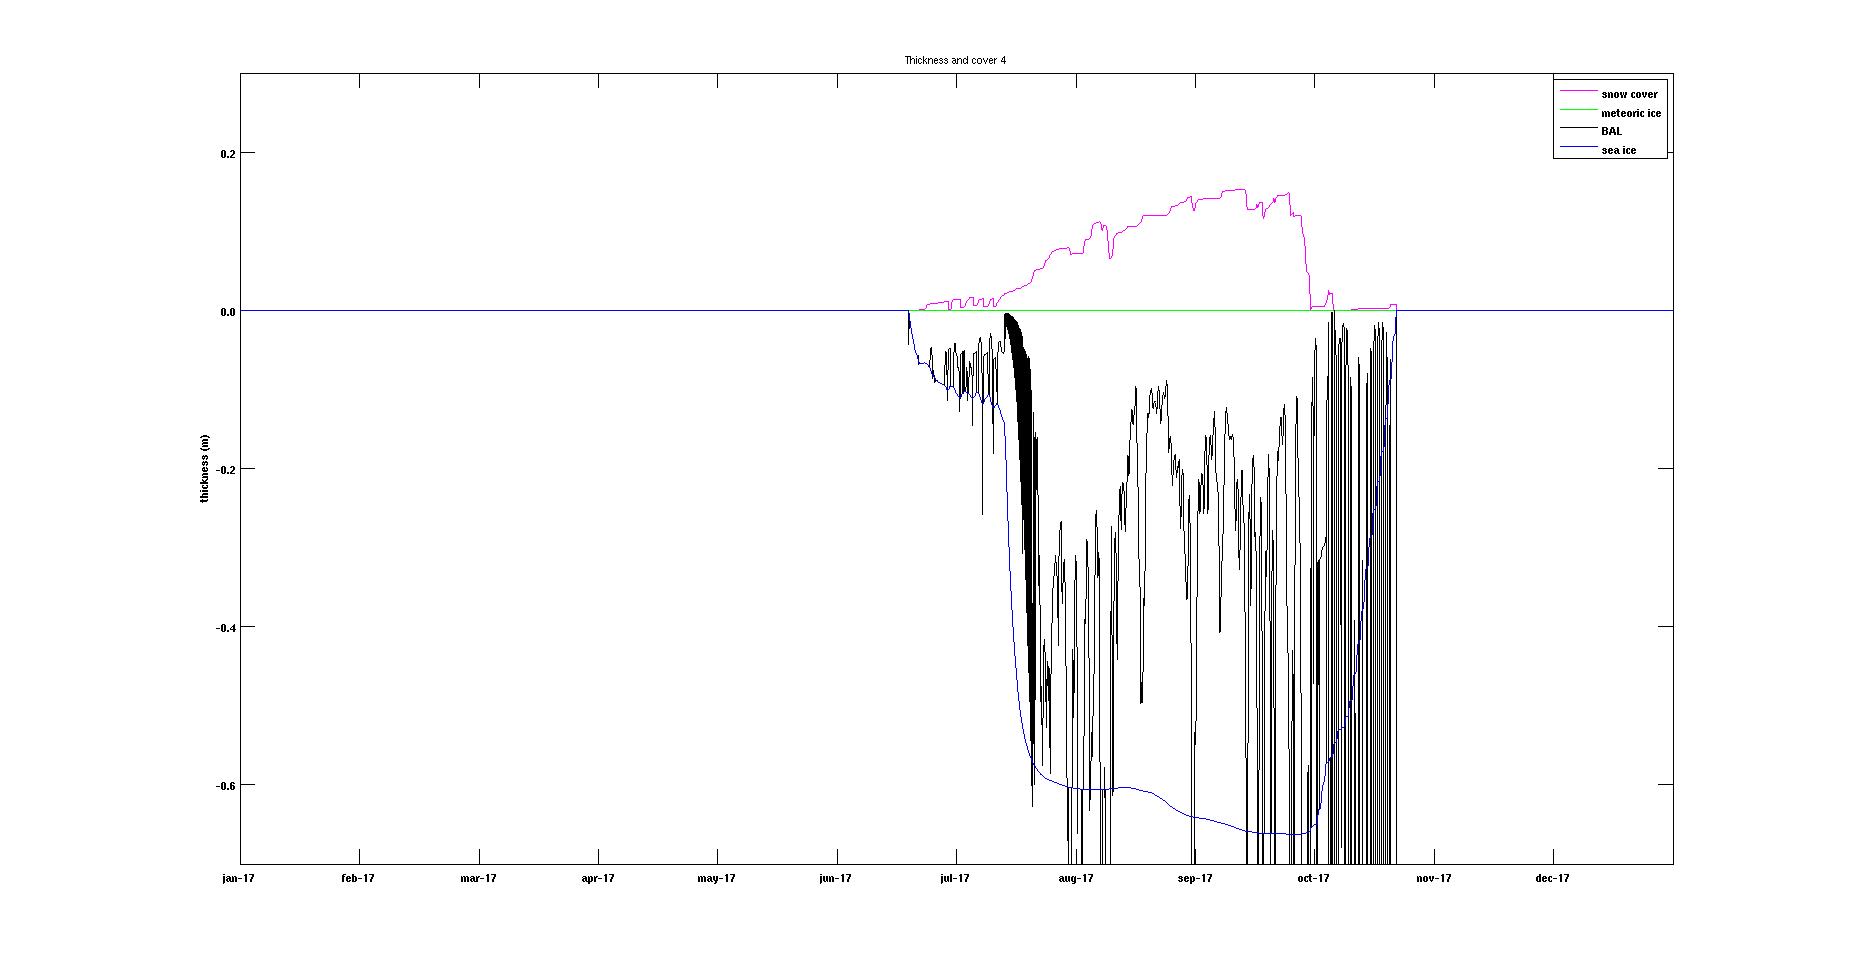 Thickness and cover 4
snow cover
meteoric ice
BAL
sea ice
0.2
0.0
-0.2
-0.4
-0.6
thickness (m)
jan-17 feb-17 mar-17 apr-17 may-17 jun-17 jul-17 aug-17 sep-17 oct-17 nov-17 dec-17